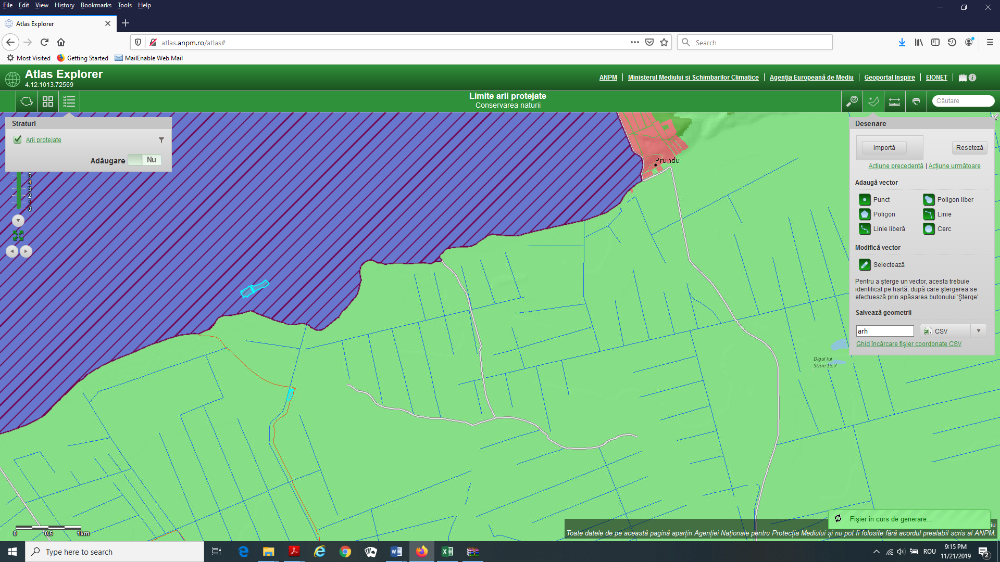 File Edit View History Bookmarks Tools Help
Atlas Explorer
atlas.anpm.ro/atlas#
Search
Most Visited Getting Started MailEnable Web Mail
Atlas Explorer
4.12.1013.72569
ANPM Ministerul Mediului si Schimbarilor Climatice Agenția Europeană de Mediu Geoportal Inspire EIONET
Limite arii protejate
Conservarea naturii
Căutare
Straturi
Arii protejate
Adăugare Nu
5
4
3
2
1
0
Prundu
Digul lui
Stroe 15.7
Desenare
Importă Resetează
Acțiune precedentă | Acțiune următoare
Adaugă vector
Punct Poligon liber
Poligon Linie
Linie liberă Cerc
Modifică vector
Selectează
Pentru a şterge un vector, acesta trebuie
identificat pe hartă, după care ştergerea se
efectuează prin apăsarea butonului 'Şterge'.
Salvează geometrii
arh CSV
Ghid încărcare fişier coordonate CSV
0 0.5 1km
Fişier în curs de generare...
iu
Toate datele de pe această pagină aparțin Agenției Naționale pentru Protecția Mediului și nu pot fi folosite fără acordul prealabil scris al ANPM.
Type here to search
ROU
9:15 PM
11/21/2019
2